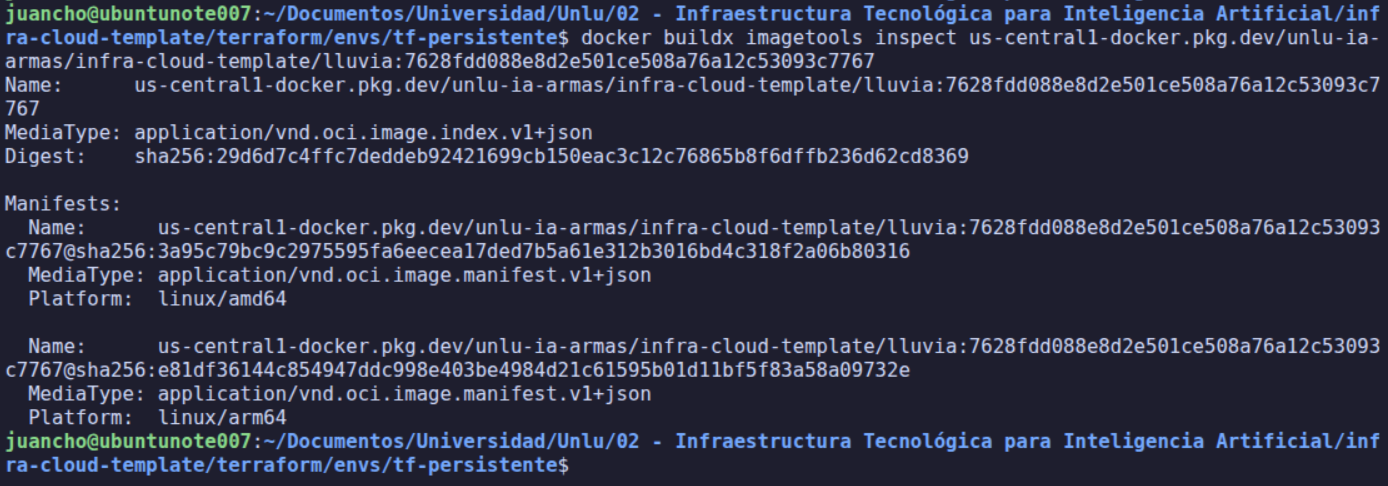 juancho@ubuntunote007:~/Documentos/Universidad/Unlu/02 - Infraestructura Tecnológica para Inteligencia Artificial/inf
ra-cloud-template/terraform/envs/tf-persistente$ docker buildx imagetools inspect us-central1-docker.pkg.dev/unlu-ia-
armas/infra-cloud-template/lluvia:7628fdd088e8d2e501ce508a76a12c53093c7767
Name:      us-central1-docker.pkg.dev/unlu-ia-armas/infra-cloud-template/lluvia:7628fdd088e8d2e501ce508a76a12c53093c7
767
MediaType: application/vnd.oci.image.index.v1+json
Digest:    sha256:29d6d7c4ffc7deddeb92421699cb150eac3c12c76865b8f6dffb236d62cd8369

Manifests:
  Name:      us-central1-docker.pkg.dev/unlu-ia-armas/infra-cloud-template/lluvia:7628fdd088e8d2e501ce508a76a12c53093
c7767@sha256:3a95c79bc9c2975595fa6eecea17ded7b5a61e312b3016bd4c318f2a06b80316
  MediaType: application/vnd.oci.image.manifest.v1+json
  Platform:  linux/amd64

  Name:      us-central1-docker.pkg.dev/unlu-ia-armas/infra-cloud-template/lluvia:7628fdd088e8d2e501ce508a76a12c53093
c7767@sha256:e81df36144c854947ddc998e403be4984d21c61595b01d11bf5f83a58a09732e
  MediaType: application/vnd.oci.image.manifest.v1+json
  Platform:  linux/arm64
juancho@ubuntunote007:~/Documentos/Universidad/Unlu/02 - Infraestructura Tecnológica para Inteligencia Artificial/inf
ra-cloud-template/terraform/envs/tf-persistente$